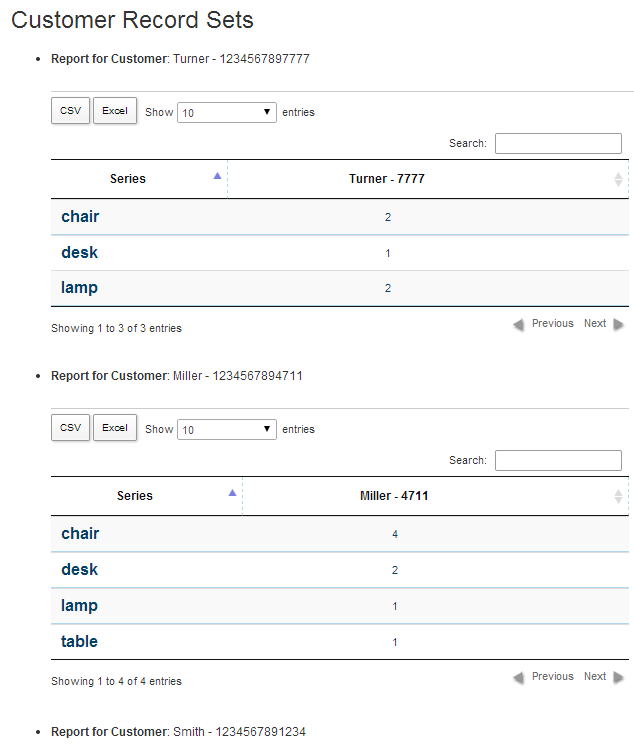 Customer Record Sets
Report for Customer: Turner - 1234567897777
CSV Excel Show 10 entries
Search:
Series Turner - 7777
chair 2
desk 1
lamp 2
Showing 1 to 3 of 3 entries Previous Next
Report for Customer: Miller - 1234567894711
CSV Excel Show 10 entries
Search:
Series Miller - 4711
chair 4
desk 2
lamp 1
table 1
Showing 1 to 4 of 4 entries Previous Next
Report for Customer: Smith - 1234567891234